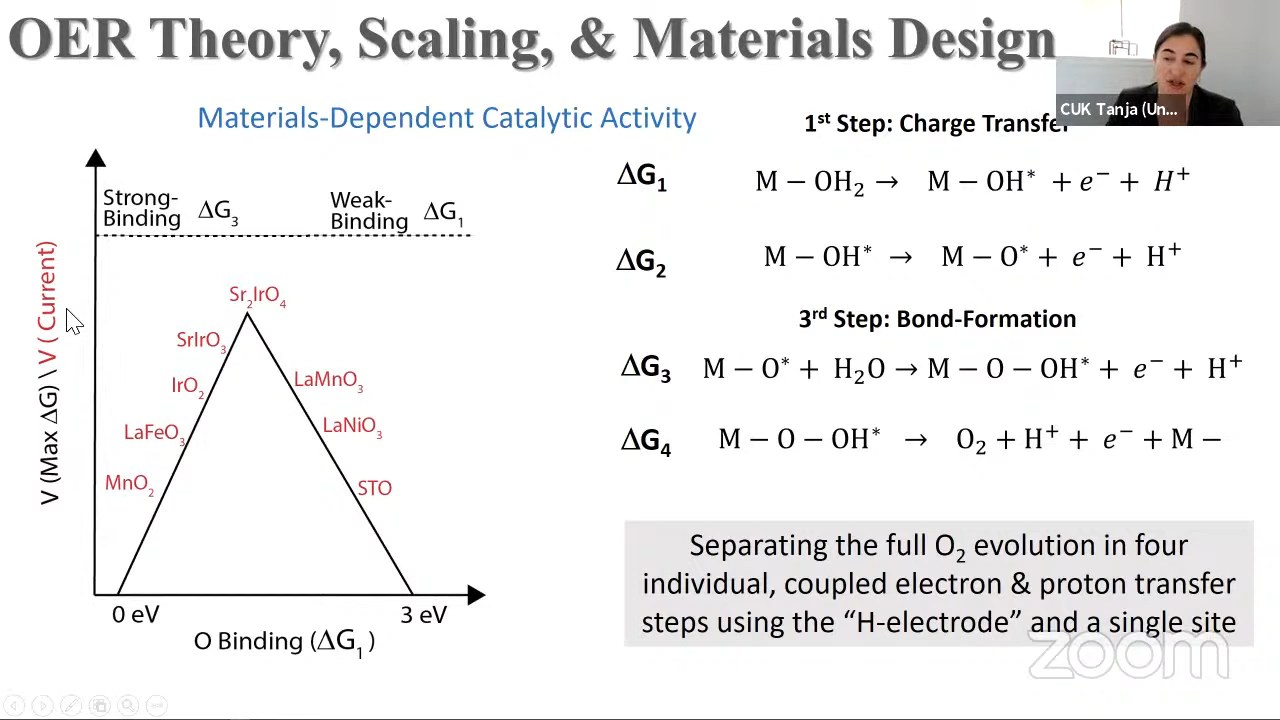 OER Theory, Scaling, & Materials Design
CUK Tanja (Un...
Materials-Dependent Catalytic Activity
Strong-
Binding ΔG₃
Weak-
Binding ΔG₁
V (Max ΔG) \ V ( Current)
Sr₂IrO₄
SrIrO₃
IrO₂
LaFeO₃
MnO₂
LaMnO₃
LaNiO₃
STO
0 eV
3 eV
O Binding (ΔG₁)
1st Step: Charge Transfer
ΔG₁ M − OH₂ → M − OH* + e⁻ + H⁺
ΔG₂ M − OH* → M − O* + e⁻ + H⁺
3rd Step: Bond-Formation
ΔG₃ M − O* + H₂O → M − O − OH* + e⁻ + H⁺
ΔG₄ M − O − OH* → O₂ + H⁺ + e⁻ + M −
Separating the full O₂ evolution in four
individual, coupled electron & proton transfer
steps using the “H-electrode” and a single site
zoom